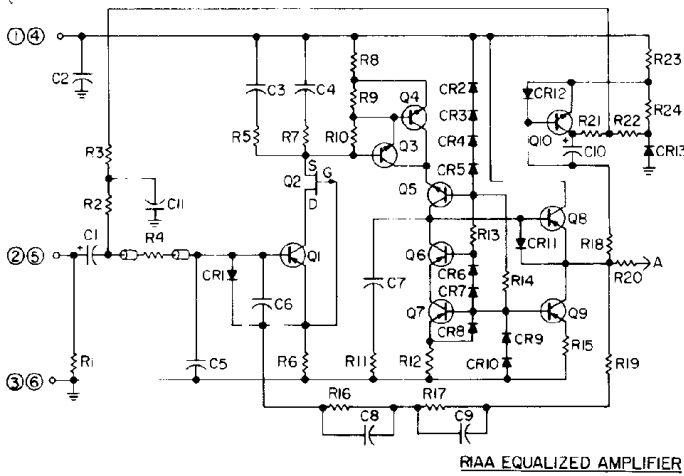 ①④
C2
C3
C4
R8
R9
Q4
CR2
CR3
CR4
CR5
CR12
Q10
R21
R22
R23
R24
CR13
C10
R5
R7
R10
Q3
S
Q2
G
D
Q5
R3
R2
C11
②⑤
C1
R4
CR1
Q1
C6
C7
Q6
R13
CR6
CR7
R14
CR11
Q8
R18
R20
A
Q7
CR8
CR9
CR10
Q9
R15
R19
R1
③⑥
C5
R6
R11
R12
R16
C8
R17
C9
RIAA EQUALIZED AMPLIFIER